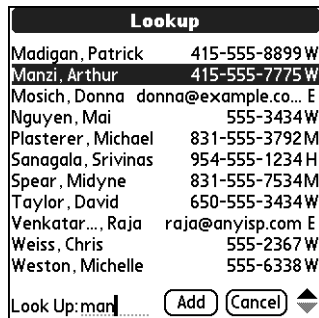 Lookup
Madigan, Patrick 415-555-8899 W
Manzi, Arthur 415-555-7775 W
Mosich, Donna donna@example.co... E
Nguyen, Mai 555-3434 W
Plasterer, Michael 831-555-3792 M
Sanagala, Srinivas 954-555-1234 H
Spear, Midyne 831-555-7534 M
Taylor, David 650-555-3434 W
Venkatar..., Raja raja@anyisp.com E
Weiss, Chris 555-2367 W
Weston, Michelle 555-6338 W
Look Up: man Add Cancel